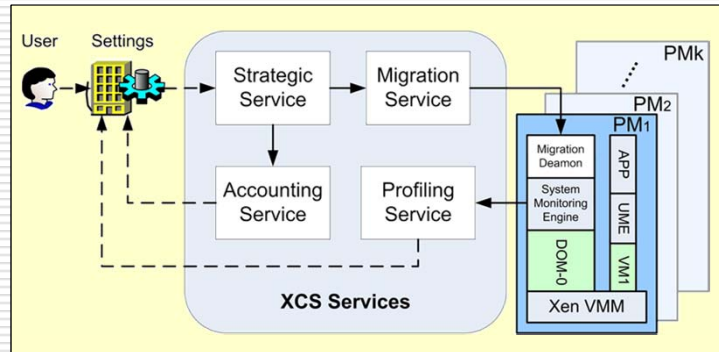 User
Settings
Strategic
Service
Migration
Service
Accounting
Service
Profiling
Service
XCS Services
PMk
PM2
PM1
Migration
Deamon
System
Monitoring
Engine
DOM-0
APP
UME
VM1
Xen VMM